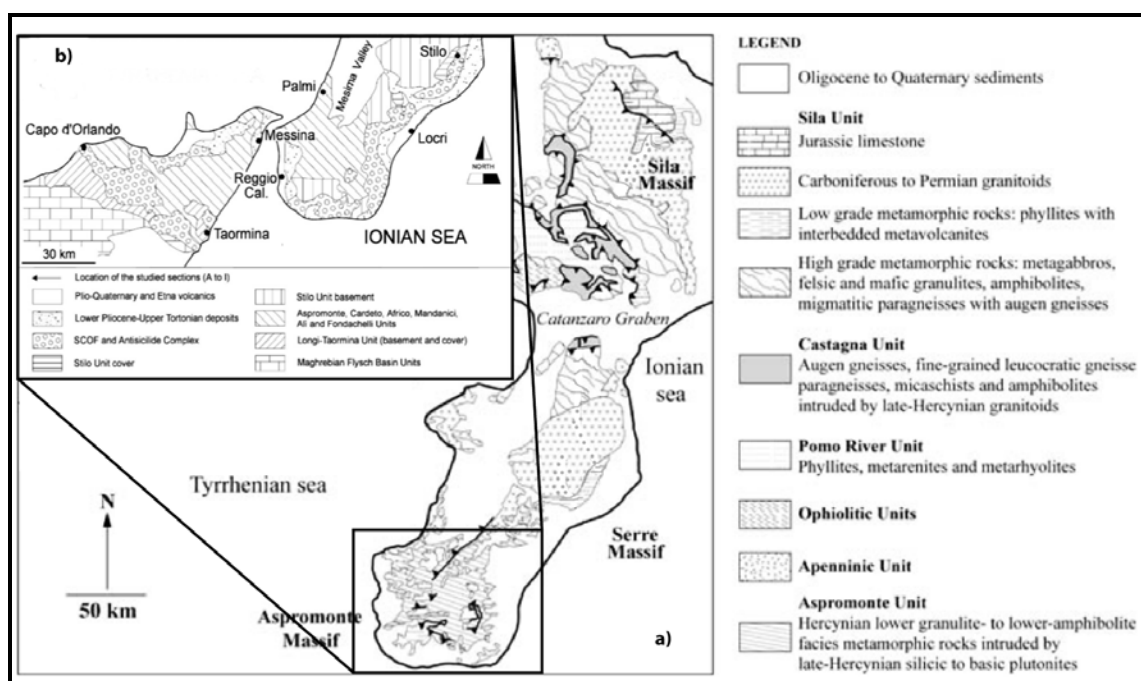 b)
Stilo
Mesima Valley
Palmi
Capo d'Orlando
Messina
Locri
NORTH
Reggio
Cal.
Taormina
IONIAN SEA
30 km
Location of the studied sections (A to I)
Plio-Quaternary and Etna volcanics
Lower Pliocene-Upper Tortonian deposits
SCOF and Antisicilide Complex
Stilo Unit cover
Stilo Unit basement
Aspromonte, Cardeto, Africo, Mandanici,
Alì and Fondachelli Units
Longi-Taormina Unit (basement and cover)
Maghrebian Flysch Basin Units
Sila
Massif
Catanzaro Graben
Ionian
sea
Tyrrhenian sea
N
50 km
Serre
Massif
Aspromonte
Massif
a)
LEGEND
Oligocene to Quaternary sediments
Sila Unit
Jurassic limestone
Carboniferous to Permian granitoids
Low grade metamorphic rocks: phyllites with
interbedded metavolcanites
High grade metamorphic rocks: metagabbros,
felsic and mafic granulites, amphibolites,
migmatitic paragneisses with augen gneisses
Castagna Unit
Augen gneisses, fine-grained leucocratic gneisse
paragneisses, micaschists and amphibolites
intruded by late-Hercynian granitoids
Pomo River Unit
Phyllites, metarenites and metarhyolites
Ophiolitic Units
Apenninic Unit
Aspromonte Unit
Hercynian lower granulite- to lower-amphibolite
facies metamorphic rocks intruded by
late-Hercynian silicic to basic plutonites